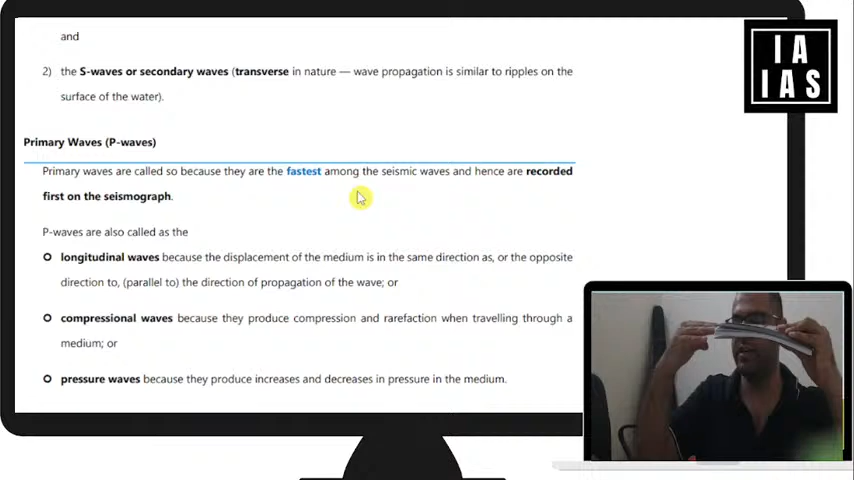 and
2) the S-waves or secondary waves (transverse in nature — wave propagation is similar to ripples on the
surface of the water).
Primary Waves (P-waves)
Primary waves are called so because they are the fastest among the seismic waves and hence are recorded
first on the seismograph.
P-waves are also called as the
longitudinal waves because the displacement of the medium is in the same direction as, or the opposite
direction to, (parallel to) the direction of propagation of the wave; or
compressional waves because they produce compression and rarefaction when travelling through a
medium; or
pressure waves because they produce increases and decreases in pressure in the medium.
IA
IAS